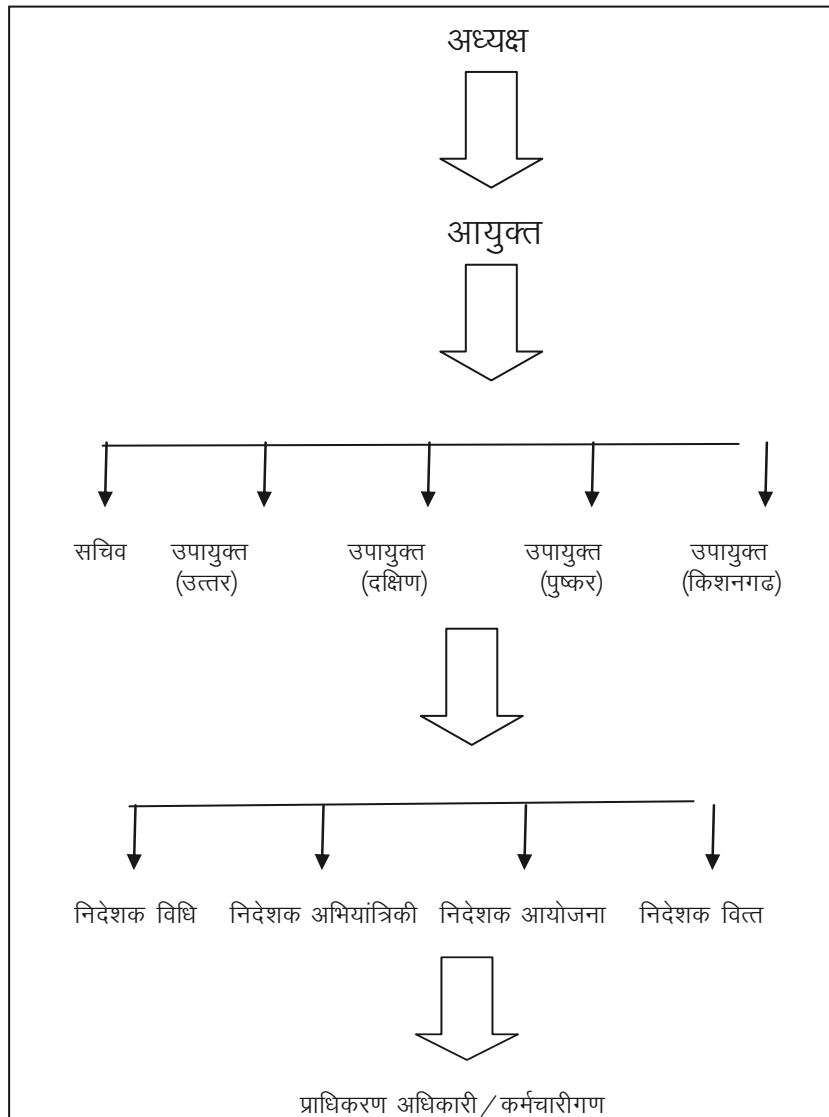 अध्यक्ष
आयुक्त
सचिव उपायुक्त उपायुक्त उपायुक्त उपायुक्त
(उत्तर) (दक्षिण) (पुष्कर) (किशनगढ)
निदेशक विधि निदेशक अभियांत्रिकी निदेशक आयोजना निदेशक वित्त
प्राधिकरण अधिकारी / कर्मचारीगण